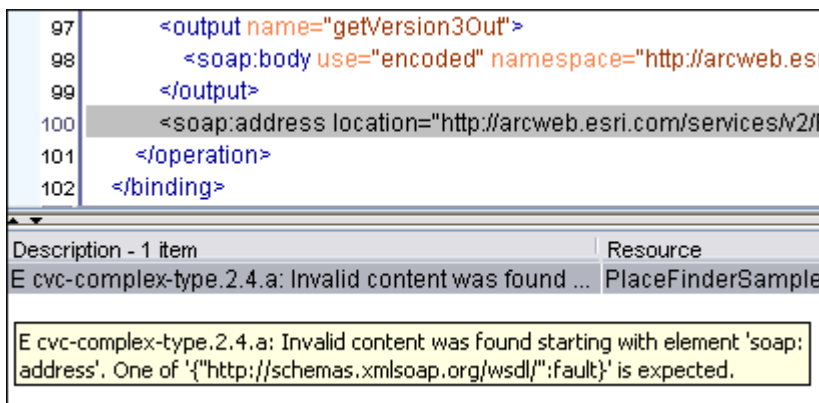 97 <output name="getVersion3Out">
98 <soap:body use="encoded" namespace="http://arcweb.esr
99 </output>
100 <soap:address location="http://arcweb.esri.com/services/v2/
101 </operation>
102 </binding>
Description - 1 item Resource
E cvc-complex-type.2.4.a: Invalid content was found ... PlaceFinderSample
E cvc-complex-type.2.4.a: Invalid content was found starting with element 'soap:
address'. One of '{"http://schemas.xmlsoap.org/wsdl/":fault}' is expected.